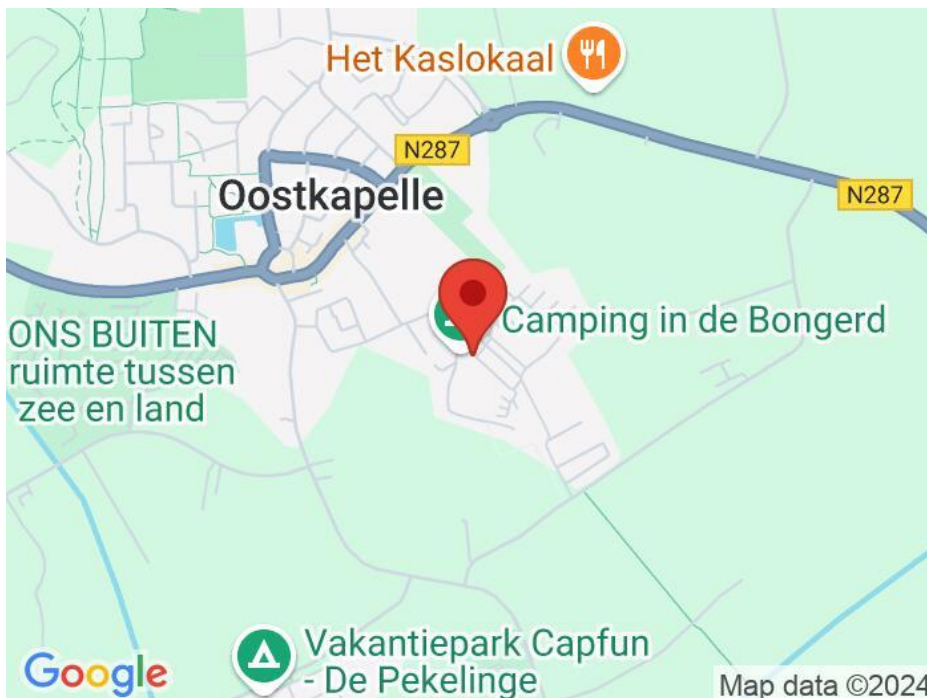 Het Kaslokaal
N287
N287
Oostkapelle
Camping in de Bongerd
ONS BUITEN
ruimte tussen
zee en land
Vakantiepark Capfun
- De Pekelinge
Google
Map data ©2024